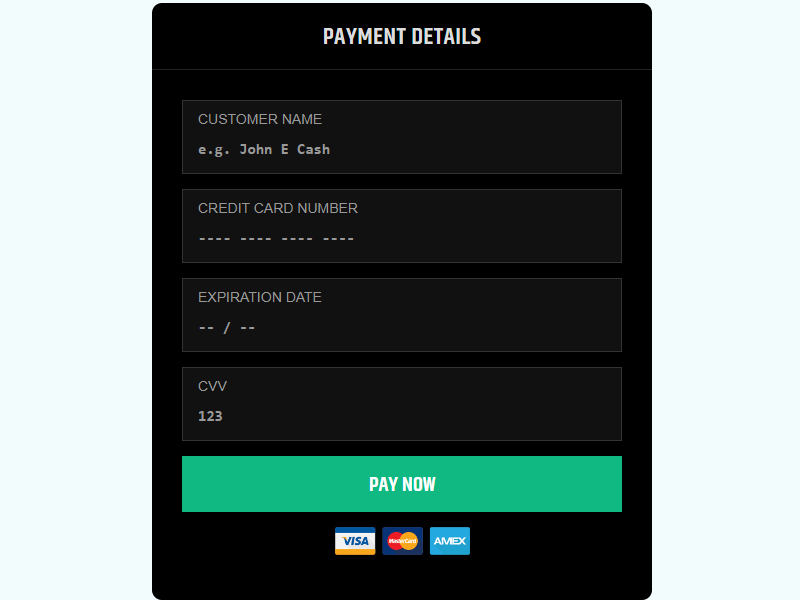 PAYMENT DETAILS
CUSTOMER NAME
e.g. John E Cash
CREDIT CARD NUMBER
---- ---- ---- ----
EXPIRATION DATE
-- / --
CVV
123
PAY NOW
VISA MasterCard AMEX